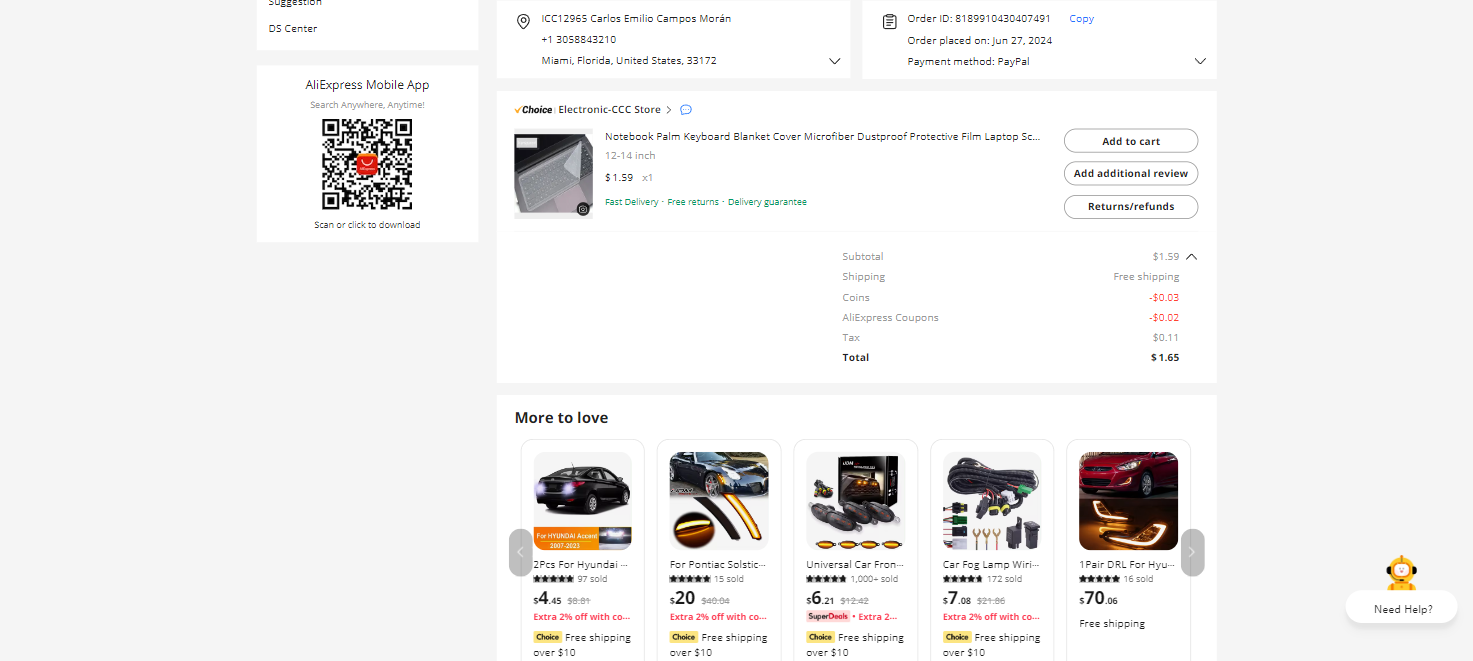 Suggestion
DS Center
AliExpress Mobile App
Search Anywhere, Anytime!
Scan or click to download
ICC12965 Carlos Emilio Campos Morán
+1 3058843210
Miami, Florida, United States, 33172
Order ID: 8189910430407491 Copy
Order placed on: Jun 27, 2024
Payment method: PayPal
Choice Electronic-CCC Store
Notebook Palm Keyboard Blanket Cover Microfiber Dustproof Protective Film Laptop Sc...
12-14 inch
$1.59 x1
Fast Delivery · Free returns · Delivery guarantee
Add to cart
Add additional review
Returns/refunds
Subtotal $1.59
Shipping Free shipping
Coins -$0.03
AliExpress Coupons -$0.02
Tax $0.11
Total $1.65
More to love
For HYUNDAI Accent
2007-2023
2Pcs For Hyundai ...
97 sold
$4.45 $8.81
Extra 2% off with co...
Choice Free shipping
over $10
For Pontiac Solstic...
15 sold
$20 $40.04
Extra 2% off with co...
Choice Free shipping
over $10
Universal Car Fron...
1,000+ sold
$6.21 $12.42
SuperDeals • Extra 2...
Choice Free shipping
over $10
Car Fog Lamp Wiri...
172 sold
$7.08 $21.86
Extra 2% off with co...
Choice Free shipping
over $10
1Pair DRL For Hyu...
16 sold
$70.06
Free shipping
Need Help?